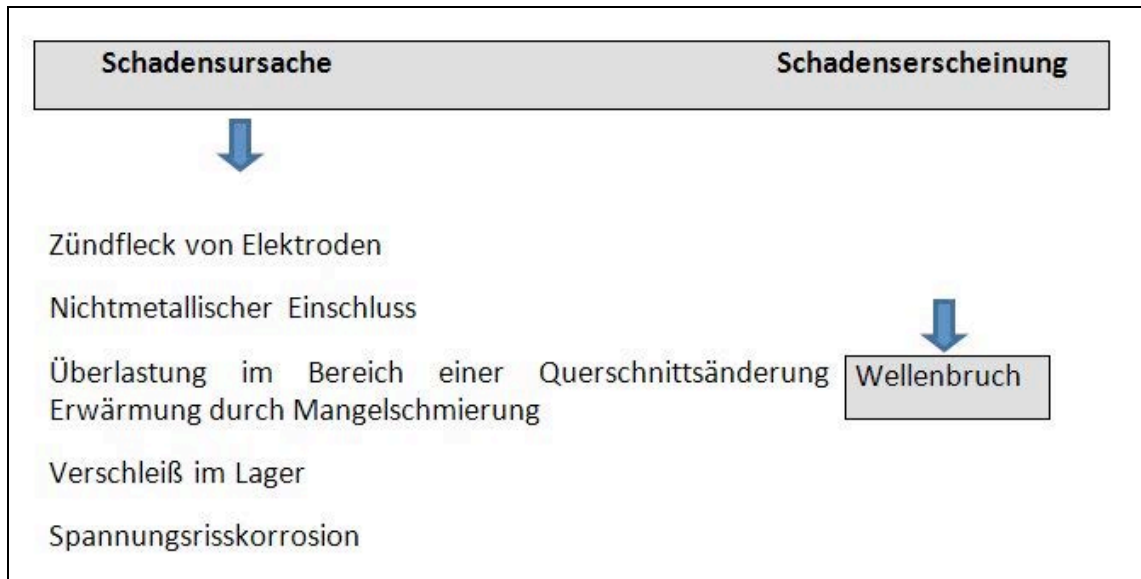 Schadensursache Schadenserscheinung
Zündfleck von Elektroden
Nichtmetallischer Einschluss
Überlastung im Bereich einer Querschnittsänderung Wellenbruch
Erwärmung durch Mangelschmierung
Verschleiß im Lager
Spannungsrisskorrosion